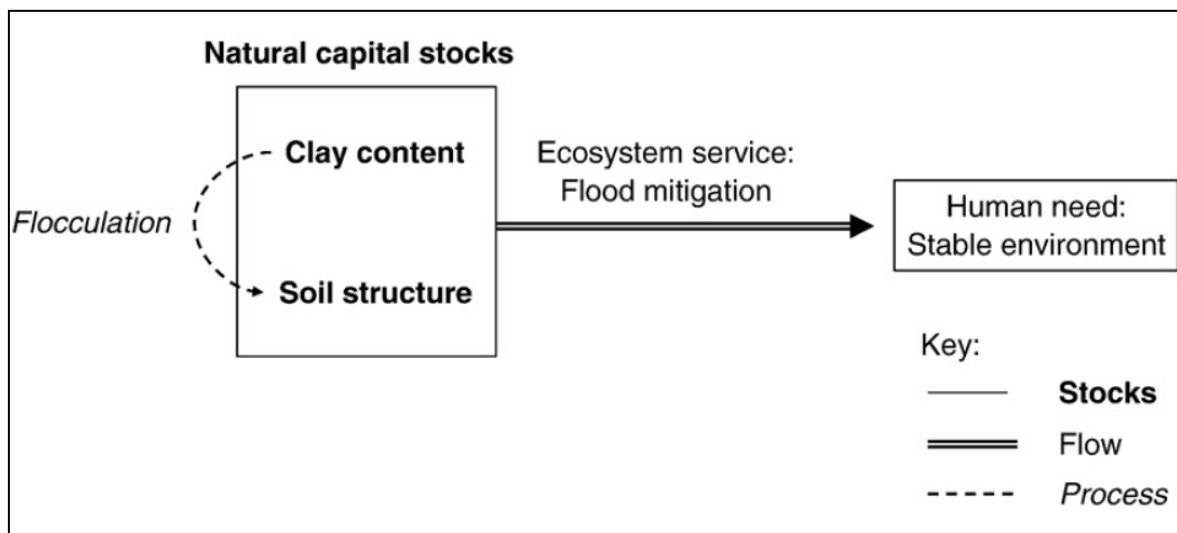 Natural capital stocks
Clay content
Flocculation
Soil structure
Ecosystem service:
Flood mitigation
Human need:
Stable environment
Key:
Stocks
Flow
Process